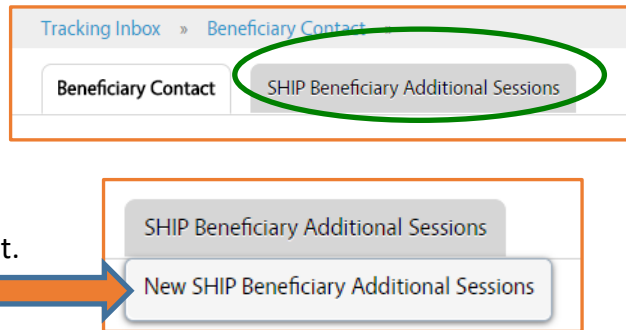 Tracking Inbox » Beneficiary Contact »
Beneficiary Contact SHIP Beneficiary Additional Sessions
SHIP Beneficiary Additional Sessions
t.
New SHIP Beneficiary Additional Sessions